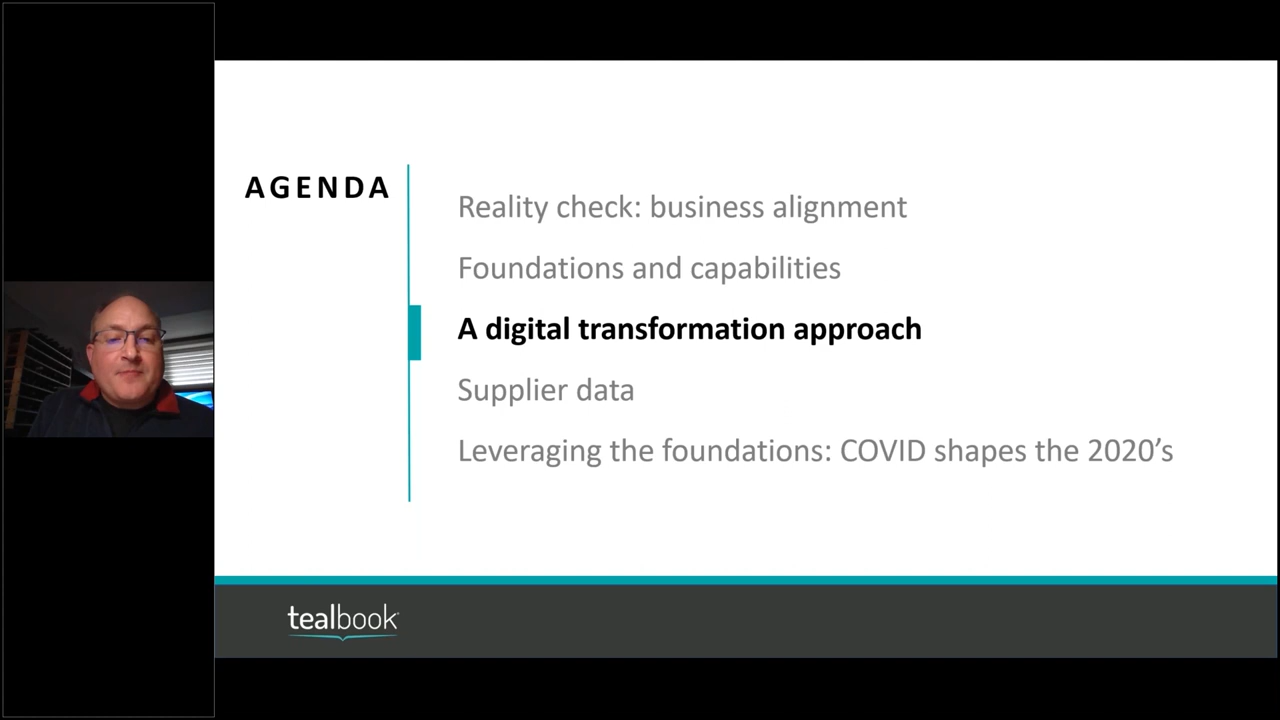 AGENDA
Reality check: business alignment
Foundations and capabilities
A digital transformation approach
Supplier data
Leveraging the foundations: COVID shapes the 2020’s
tealbook